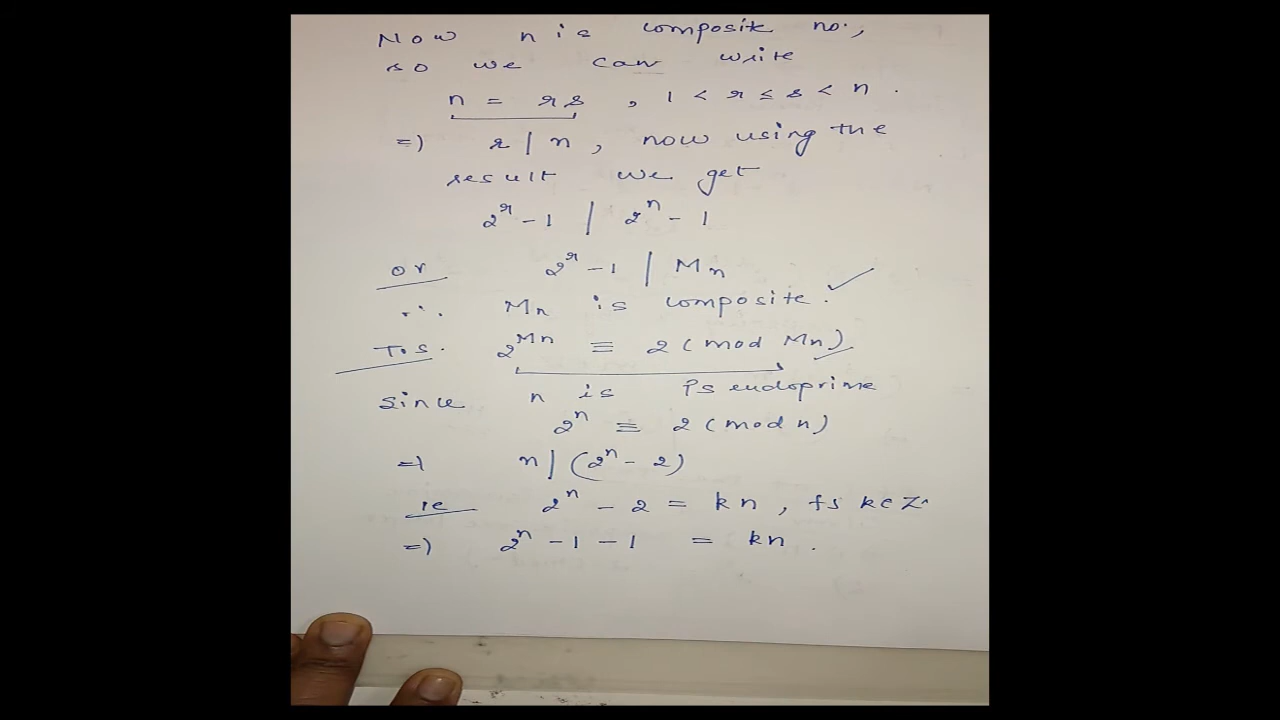 Now n is composit no.,
so we can write
n = rs , 1 < r ≤ s < n .
=) r | n , now using the
result we get
2^r - 1 | 2^n - 1
or 2^r - 1 | Mn
∴ Mn is composite. ✓
T.S. 2^Mn ≡ 2 (mod Mn)
since n is Pseudoprime
2^n ≡ 2 (mod n)
=) n | (2^n - 2)
ie 2^n - 2 = kn , fs k ∈ Z
=) 2^n - 1 - 1 = kn .